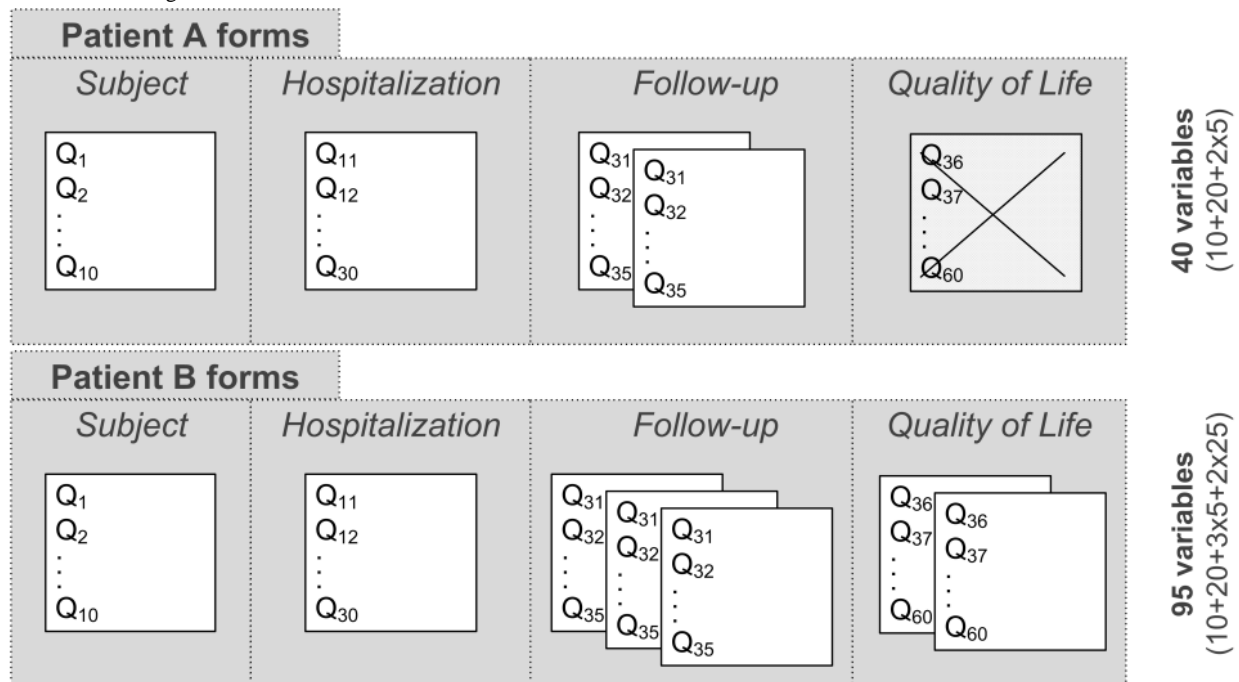 Patient A forms
Subject
Hospitalization
Follow-up
Quality of Life
Q1
Q2
.
.
.
Q10
Q11
Q12
.
.
.
Q30
Q31
Q32
.
.
.
Q35
Q31
Q32
.
.
.
Q35
Q36
Q37
.
.
.
Q60
40 variables
(10+20+2x5)
Patient B forms
Subject
Hospitalization
Follow-up
Quality of Life
Q1
Q2
.
.
.
Q10
Q11
Q12
.
.
.
Q30
Q31
Q32
.
.
.
Q35
Q31
Q32
.
.
.
Q35
Q31
Q32
.
.
.
Q35
Q36
Q37
.
.
.
Q60
Q36
Q37
.
.
.
Q60
95 variables
(10+20+3x5+2x25)